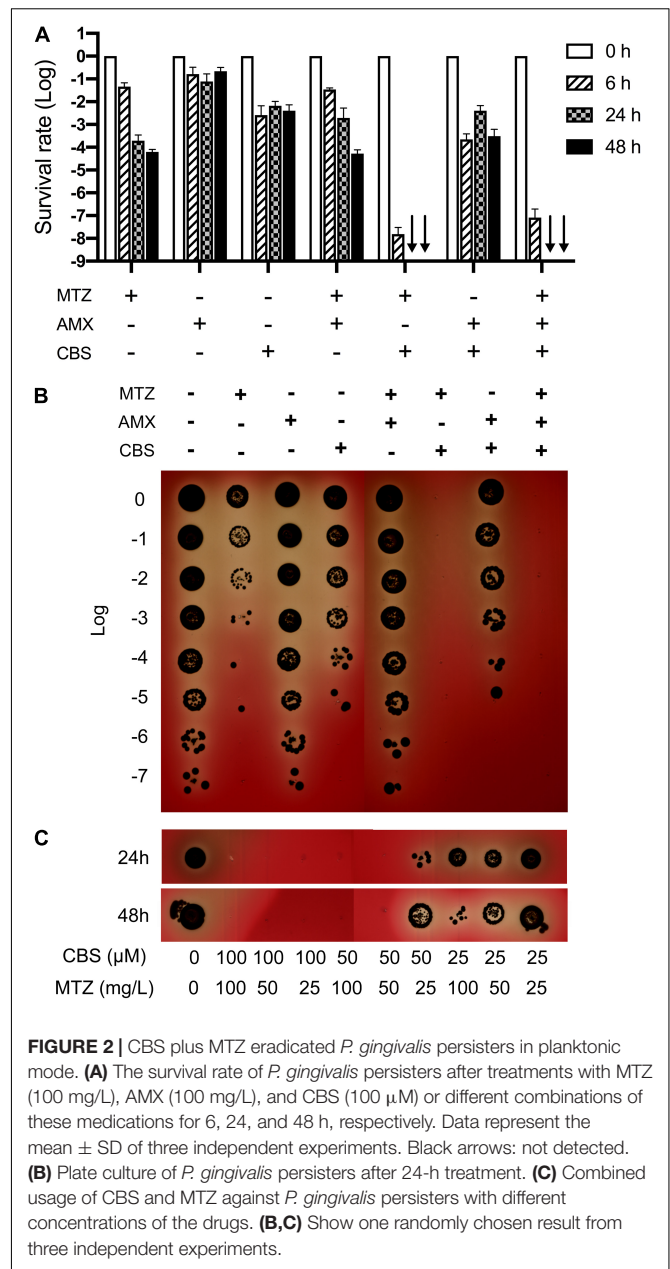 A
1
0
-1
-2
-3
-4
-5
-6
-7
-8
-9
Survival rate (Log)
0 h
6 h
24 h
48 h
MTZ + - - + + - +
AMX - + - + - + +
CBS - - + - + + +
B
MTZ - + - - + + - +
AMX - - + - + - + +
CBS - - - + - + + +
Log
0
-1
-2
-3
-4
-5
-6
-7
C
24h
48h
CBS (µM) 0 100 100 100 50 50 50 25 25 25
MTZ (mg/L) 0 100 50 25 100 50 25 100 50 25
FIGURE 2 | CBS plus MTZ eradicated P. gingivalis persisters in planktonic
mode. (A) The survival rate of P. gingivalis persisters after treatments with MTZ
(100 mg/L), AMX (100 mg/L), and CBS (100 µM) or different combinations of
these medications for 6, 24, and 48 h, respectively. Data represent the
mean ± SD of three independent experiments. Black arrows: not detected.
(B) Plate culture of P. gingivalis persisters after 24-h treatment. (C) Combined
usage of CBS and MTZ against P. gingivalis persisters with different
concentrations of the drugs. (B,C) Show one randomly chosen result from
three independent experiments.